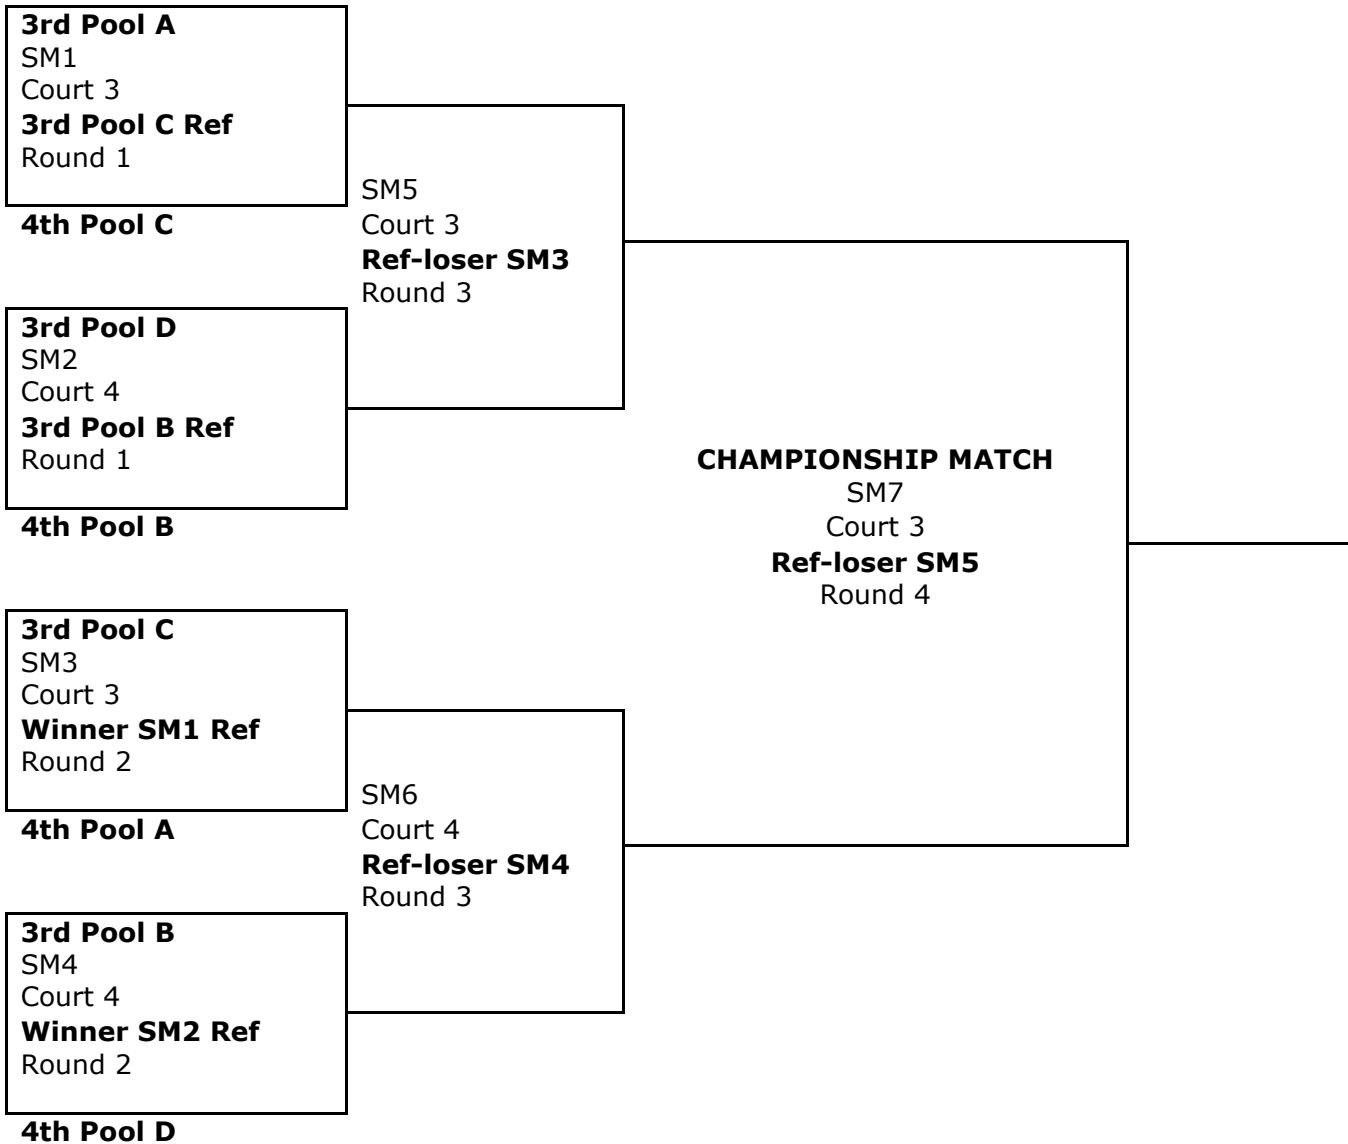 3rd Pool A
SM1
Court 3
3rd Pool C Ref
Round 1
4th Pool C
3rd Pool D
SM2
Court 4
3rd Pool B Ref
Round 1
4th Pool B
3rd Pool C
SM3
Court 3
Winner SM1 Ref
Round 2
4th Pool A
3rd Pool B
SM4
Court 4
Winner SM2 Ref
Round 2
4th Pool D
SM5
Court 3
Ref-loser SM3
Round 3
SM6
Court 4
Ref-loser SM4
Round 3
CHAMPIONSHIP MATCH
SM7
Court 3
Ref-loser SM5
Round 4